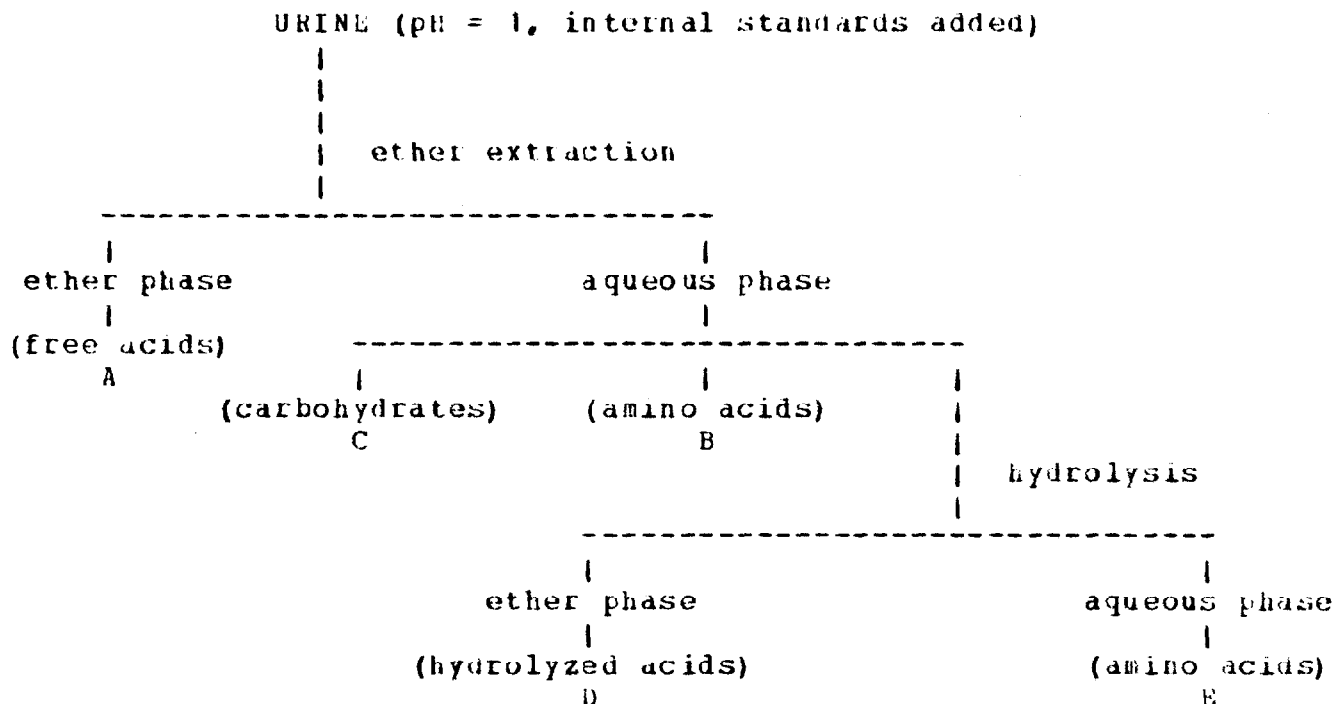 URINE (pH = 1, internal standards added)
ether extraction
ether phase aqueous phase
(free acids)
A
(carbohydrates) (amino acids)
C B
hydrolysis
ether phase aqueous phase
(hydrolyzed acids) (amino acids)
D E